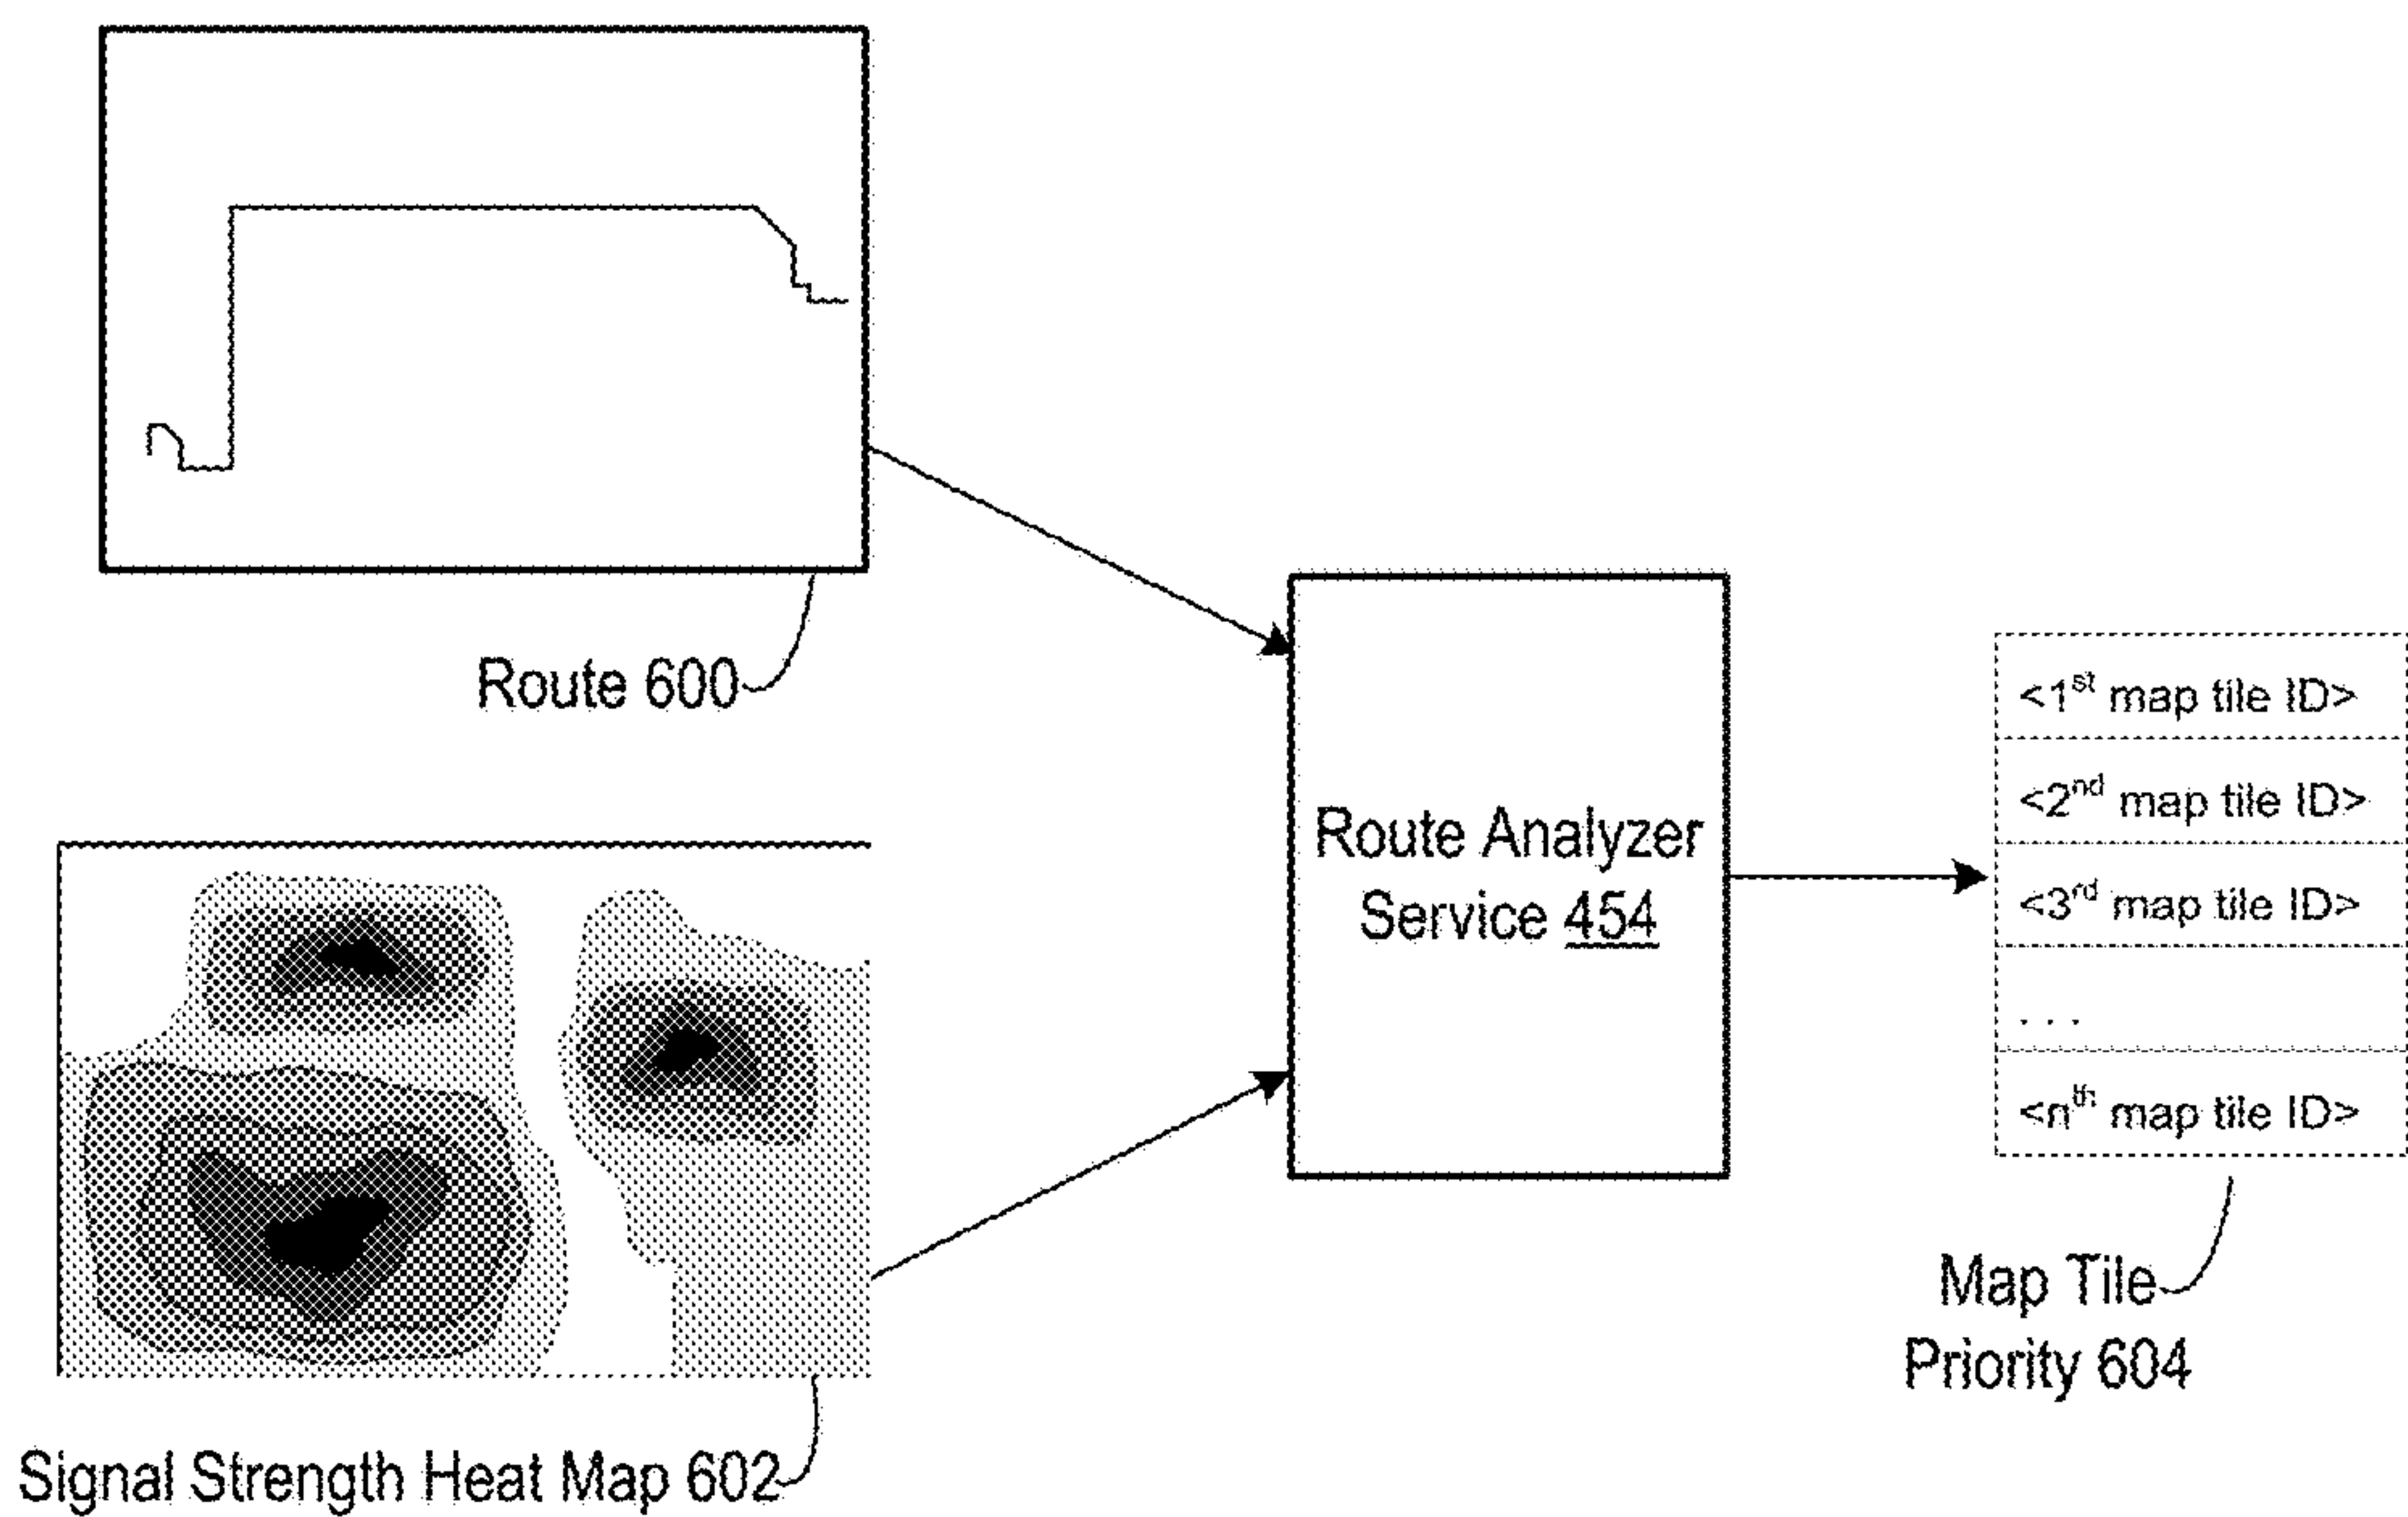 Route 600
Signal Strength Heat Map 602
Route Analyzer
Service 454
<1st map tile ID>
<2nd map tile ID>
<3rd map tile ID>
. . .
<nth map tile ID>
Map Tile
Priority 604